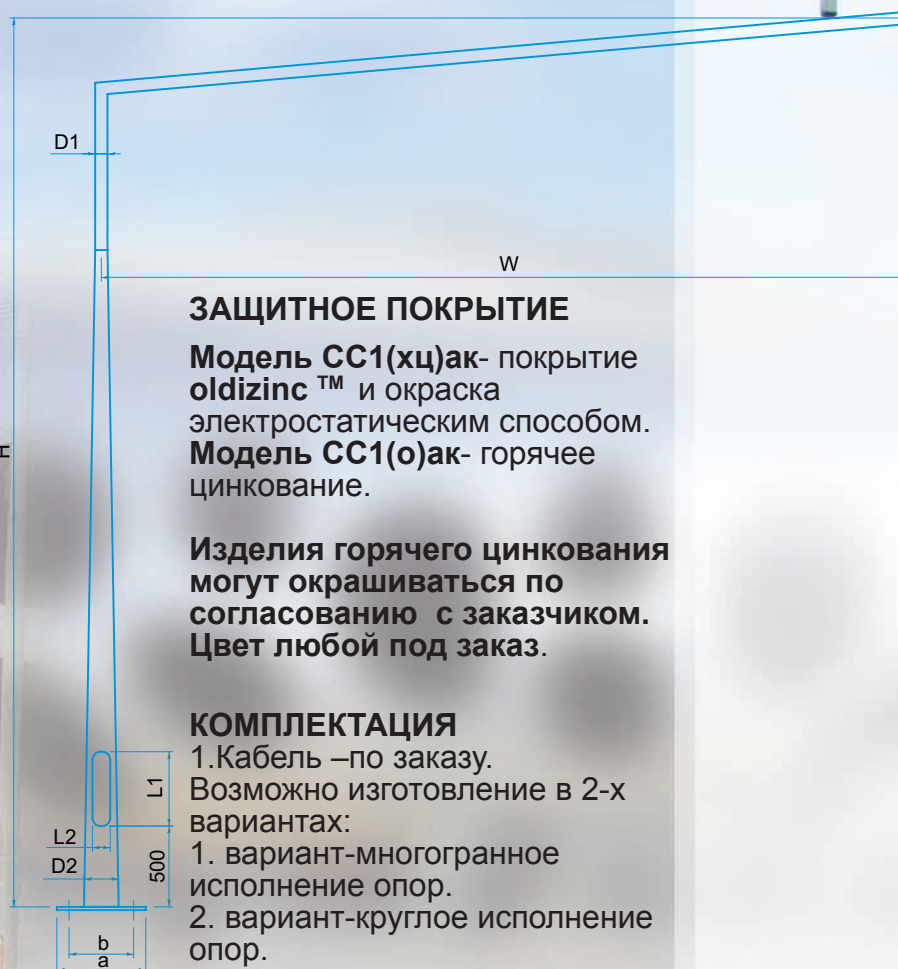 D1
W
ЗАЩИТНОЕ ПОКРЫТИЕ
Модель СС1(хц)ак- покрытие
oldizinc ™ и окраска
электростатическим способом.
Модель СС1(о)ак- горячее
цинкование.
Изделия горячего цинкования
могут окрашиваться по
согласованию с заказчиком.
Цвет любой под заказ.
КОМПЛЕКТАЦИЯ
1.Кабель –по заказу.
Возможно изготовление в 2-х
вариантах:
1. вариант-многогранное
исполнение опор.
2. вариант-круглое исполнение
опор.
H
L1
L2
D2
500
b
a